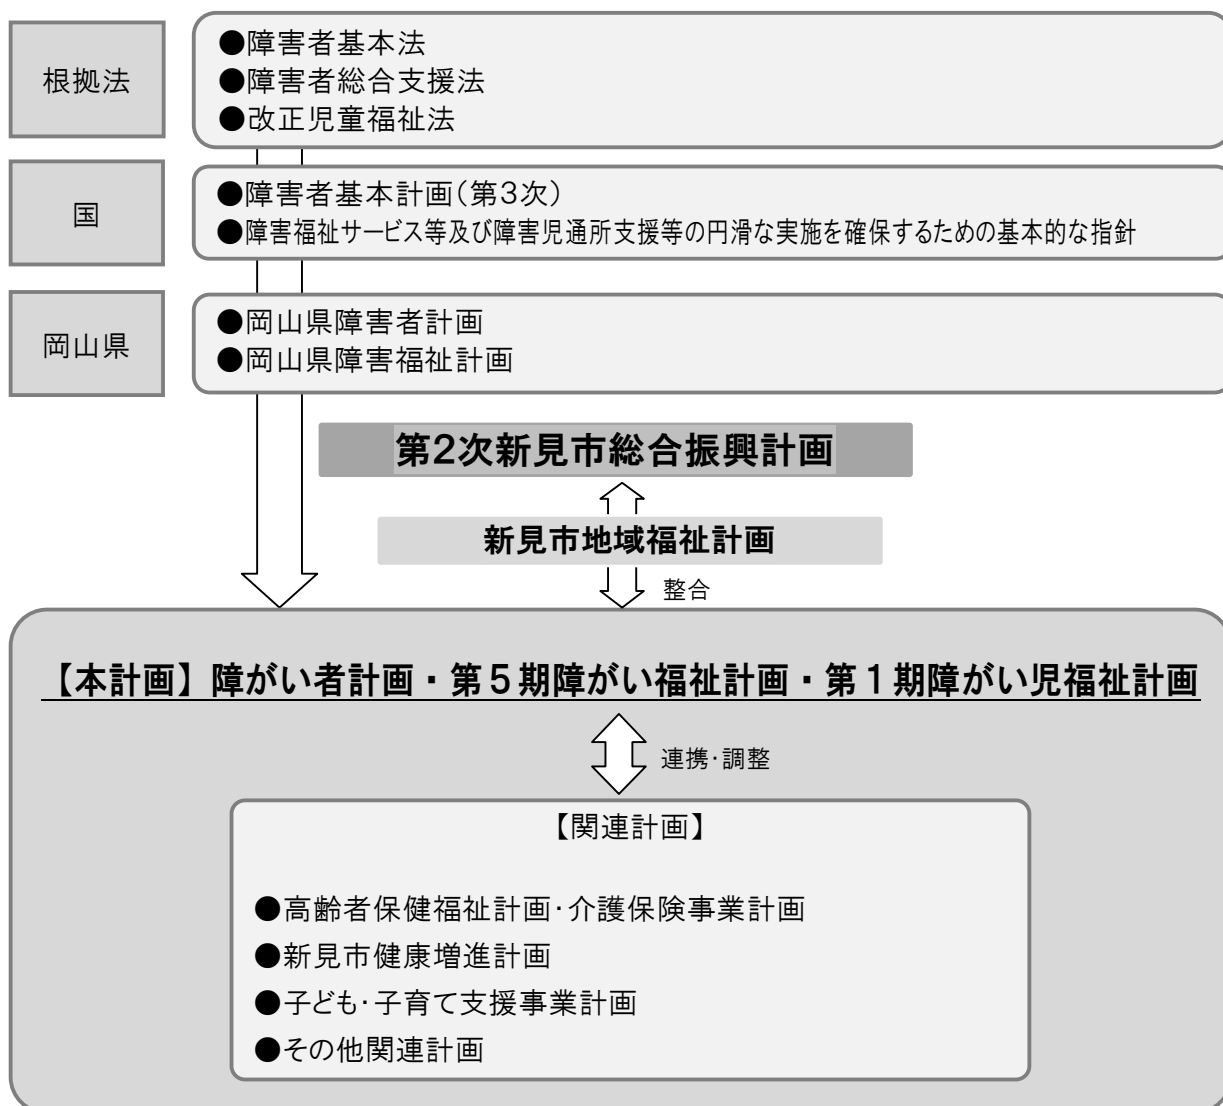 根拠法
●障害者基本法
●障害者総合支援法
●改正児童福祉法
国
●障害者基本計画(第3次)
●障害福祉サービス等及び障害児通所支援等の円滑な実施を確保するための基本的な指針
岡山県
●岡山県障害者計画
●岡山県障害福祉計画
第2次新見市総合振興計画
新見市地域福祉計画
整合
【本計画】障がい者計画・第5期障がい福祉計画・第1期障がい児福祉計画
連携・調整
【関連計画】
●高齢者保健福祉計画・介護保険事業計画
●新見市健康増進計画
●子ども・子育て支援事業計画
●その他関連計画